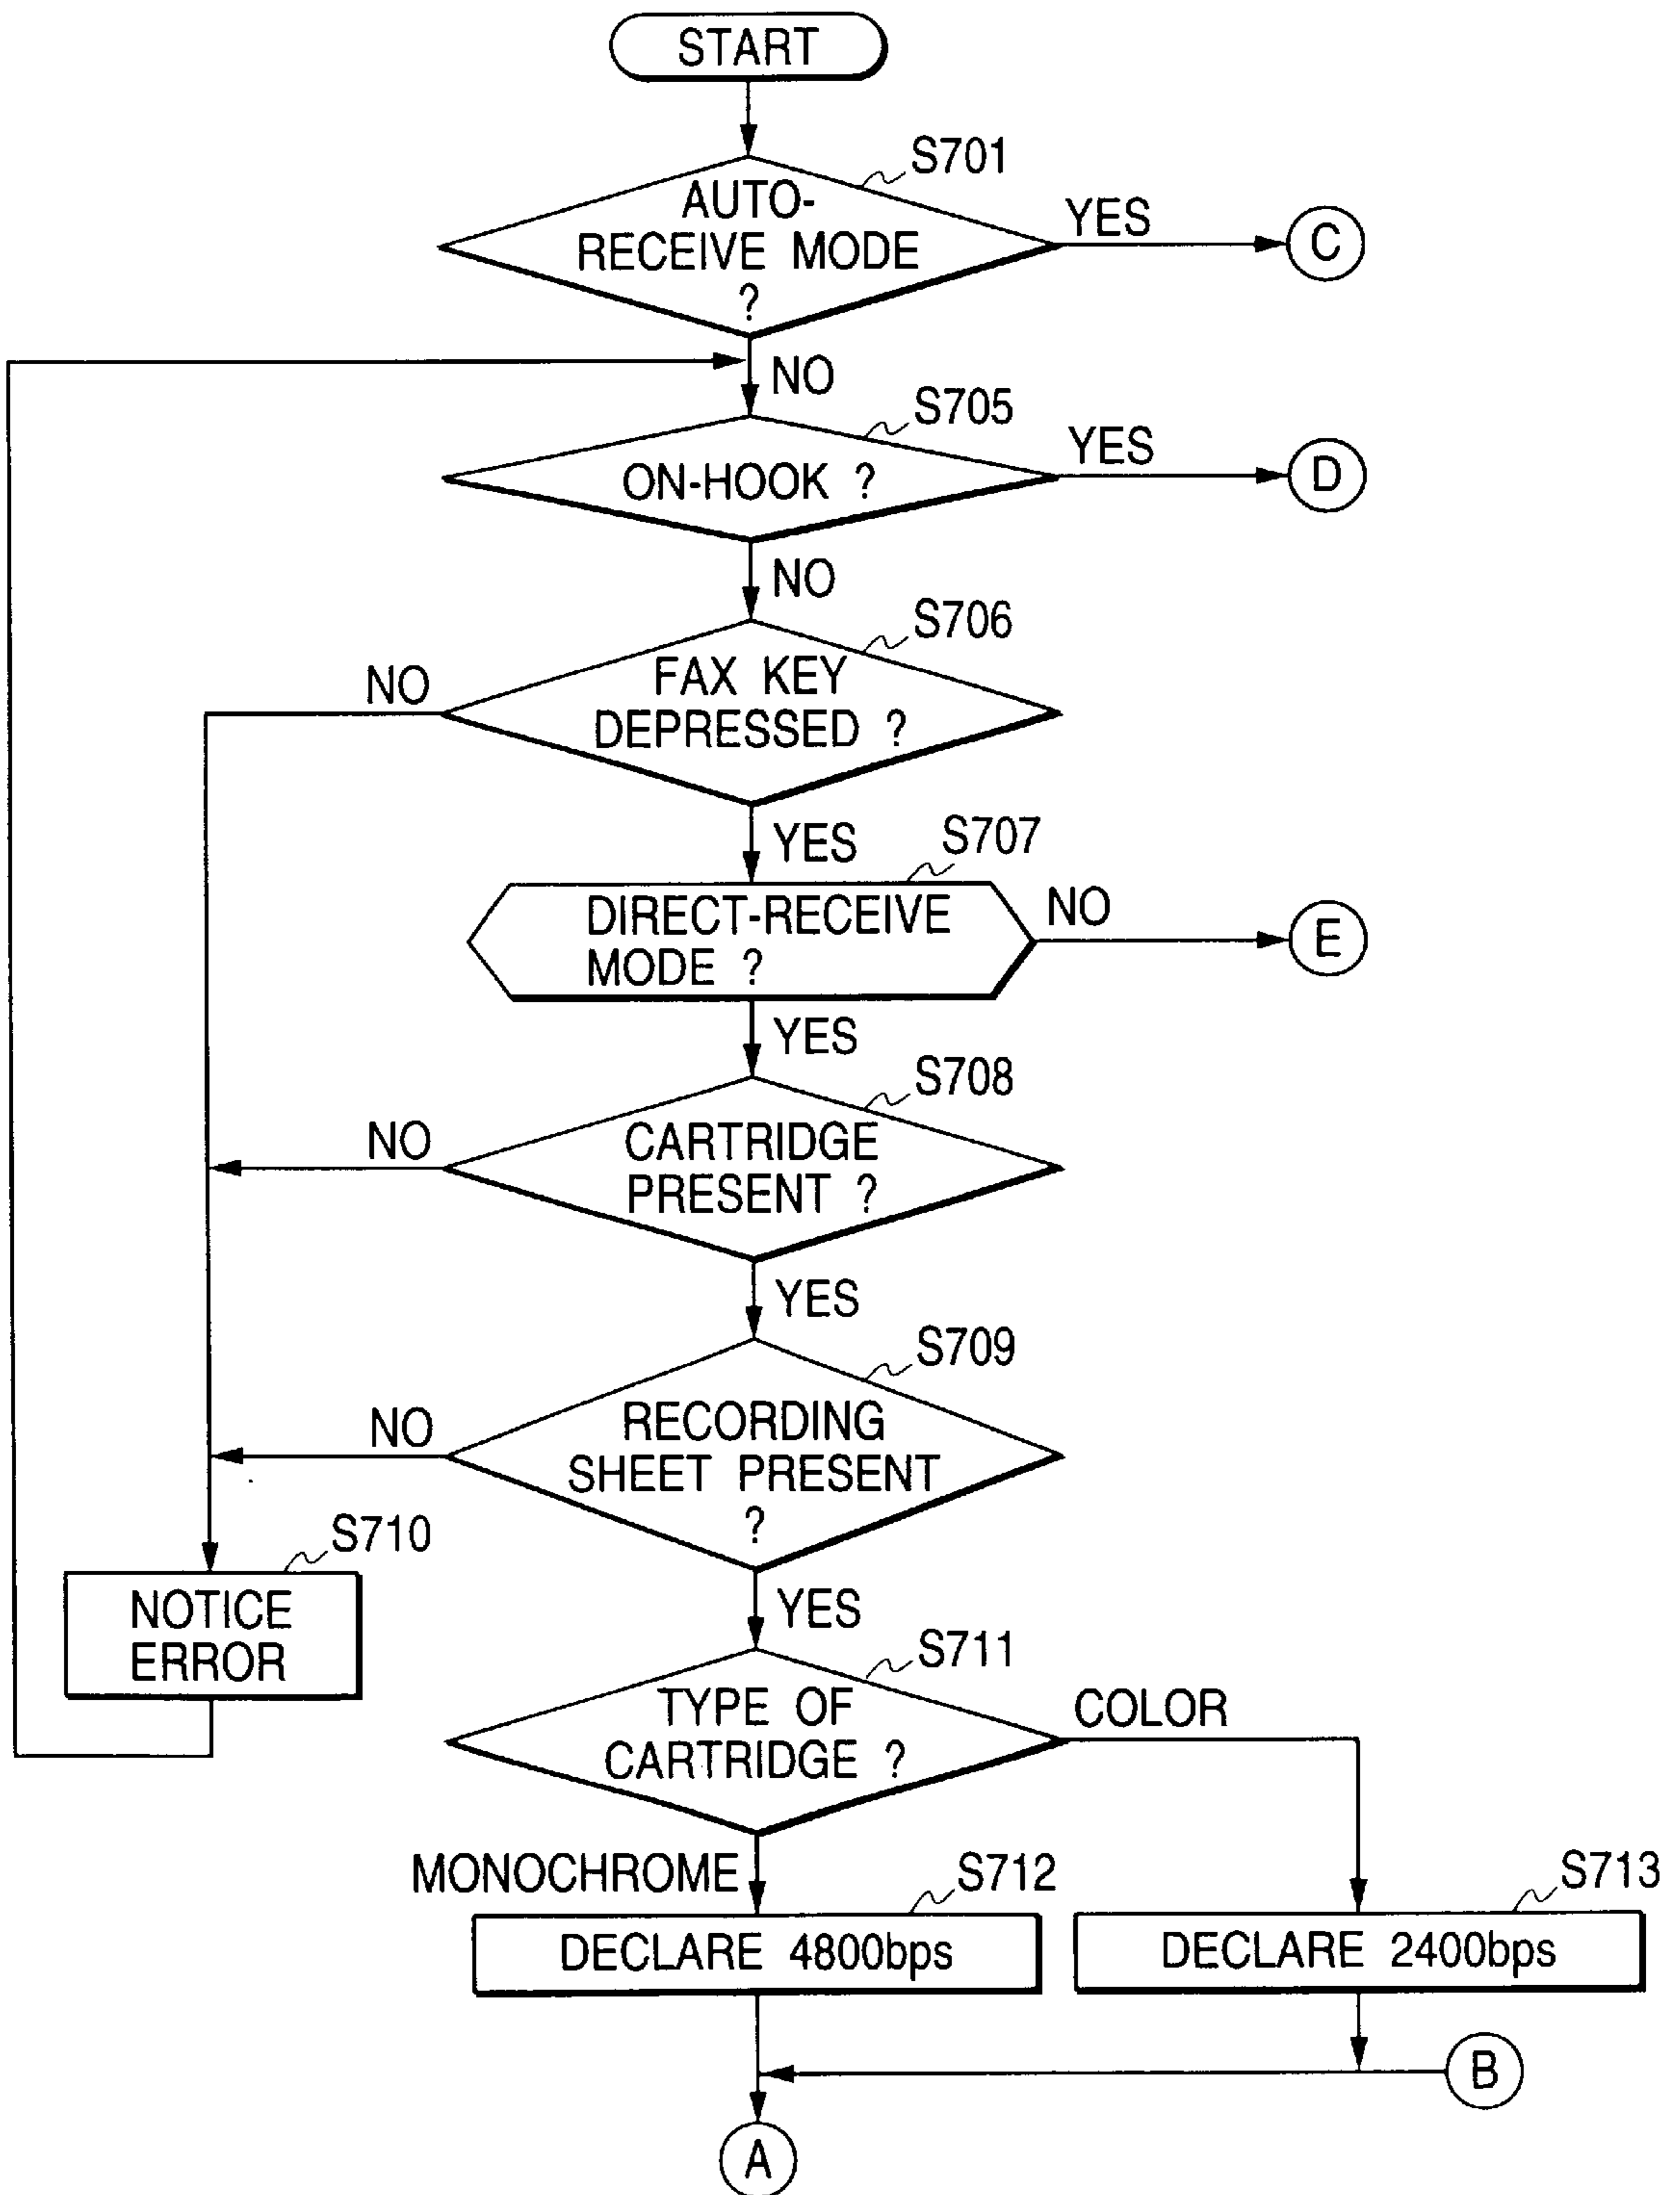 START
S701
AUTO-
RECEIVE MODE
?
YES
C
NO
S705
ON-HOOK ?
YES
D
NO
S706
FAX KEY
DEPRESSED ?
NO
YES
S707
DIRECT-RECEIVE
MODE ?
NO
E
YES
S708
CARTRIDGE
PRESENT ?
NO
YES
S709
RECORDING
SHEET PRESENT
?
NO
S710
NOTICE
ERROR
YES
S711
TYPE OF
CARTRIDGE ?
COLOR
MONOCHROME
S712
DECLARE 4800bps
S713
DECLARE 2400bps
B
A